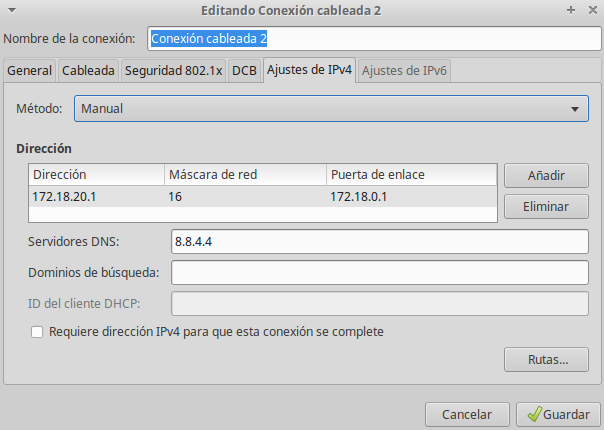 Editando Conexión cableada 2
Nombre de la conexión: Conexión cableada 2
General Cableada Seguridad 802.1x DCB Ajustes de IPv4 Ajustes de IPv6
Método: Manual
Dirección
Dirección Máscara de red Puerta de enlace Añadir
172.18.20.1 16 172.18.0.1
Eliminar
Servidores DNS: 8.8.4.4
Dominios de búsqueda:
ID del cliente DHCP:
Requiere dirección IPv4 para que esta conexión se complete
Rutas...
Cancelar Guardar